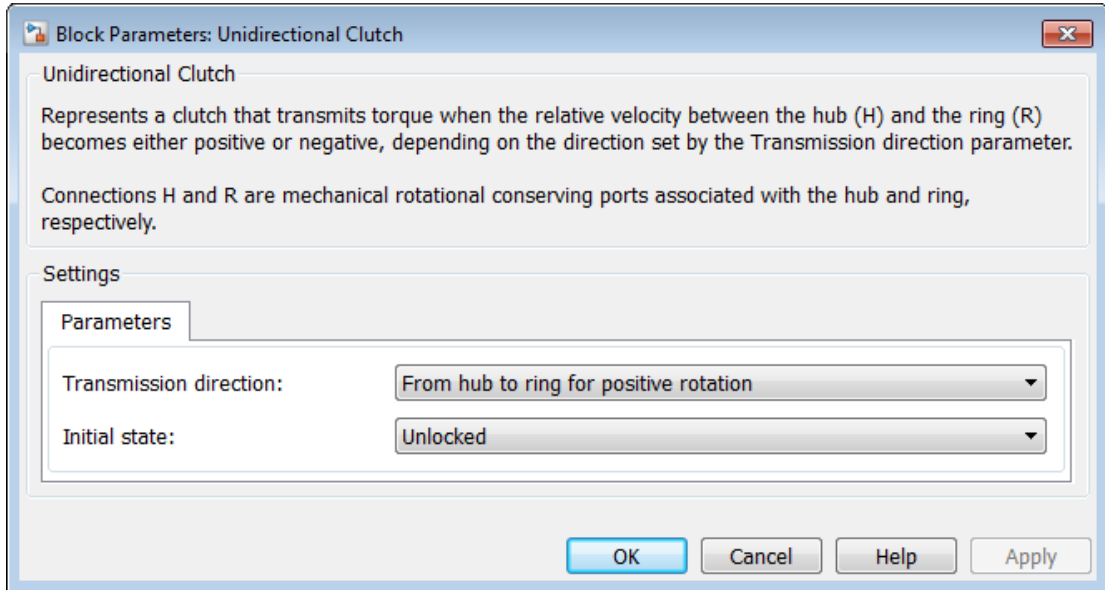 Block Parameters: Unidirectional Clutch
Unidirectional Clutch
Represents a clutch that transmits torque when the relative velocity between the hub (H) and the ring (R)
becomes either positive or negative, depending on the direction set by the Transmission direction parameter.
Connections H and R are mechanical rotational conserving ports associated with the hub and ring,
respectively.
Settings
Parameters
Transmission direction: From hub to ring for positive rotation
Initial state: Unlocked
OK Cancel Help Apply